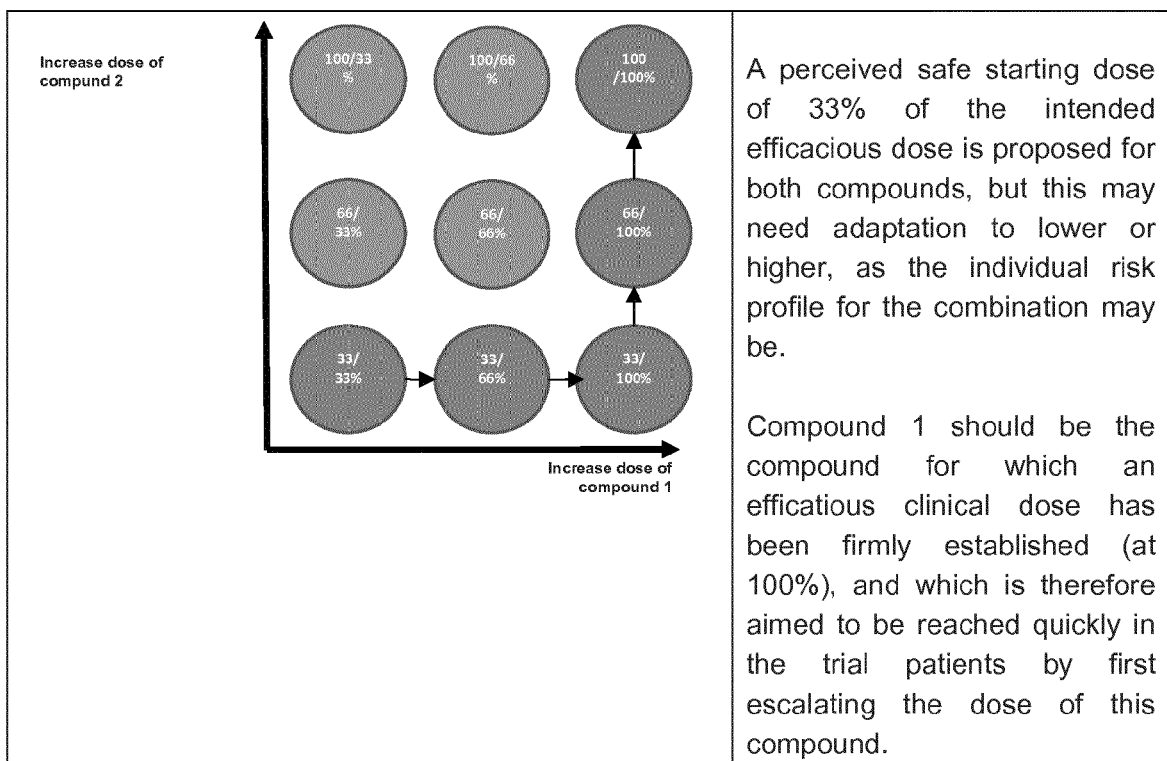 Increase dose of
compund 2
100/33
%
100/66
%
100
/100%
66/
33%
66/
66%
66/
100%
33/
33%
33/
66%
33/
100%
Increase dose of
compound 1
A perceived safe starting dose
of 33% of the intended
efficacious dose is proposed for
both compounds, but this may
need adaptation to lower or
higher, as the individual risk
profile for the combination may
be.
Compound 1 should be the
compound for which an
efficatious clinical dose has
been firmly established (at
100%), and which is therefore
aimed to be reached quickly in
the trial patients by first
escalating the dose of this
compound.